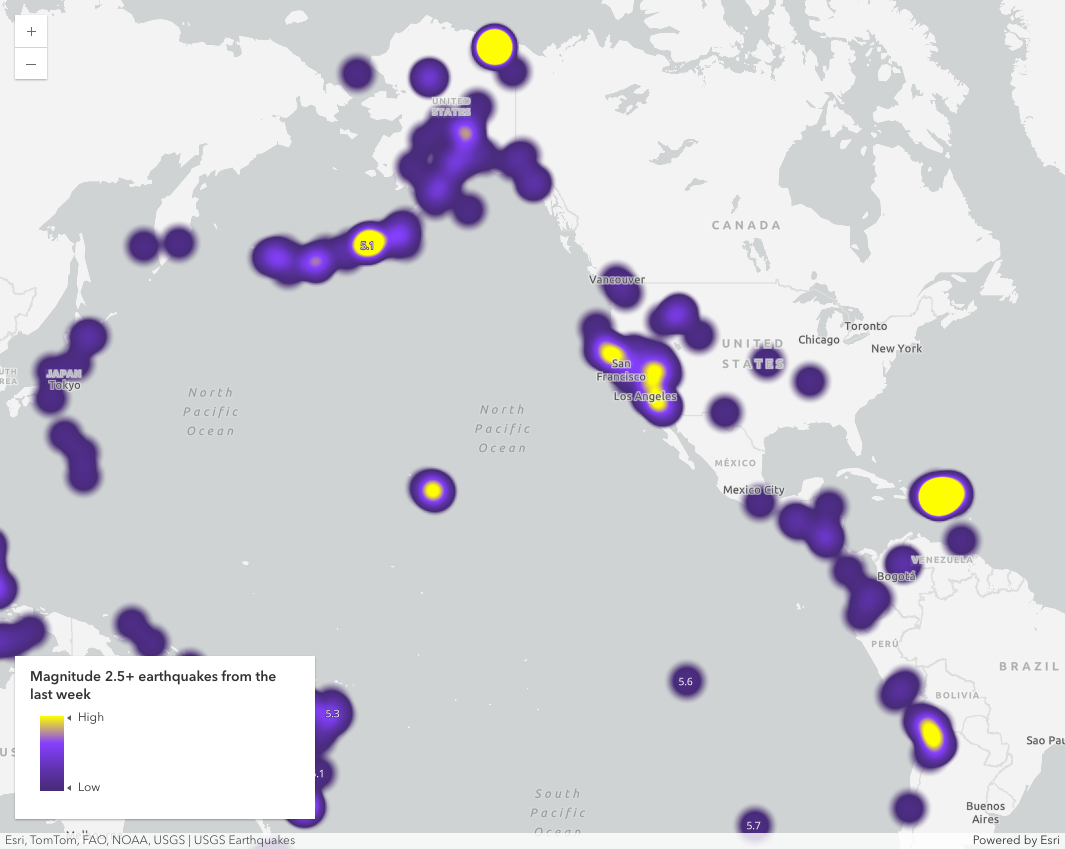 +
−
UNITED
STATES
5.1
CANADA
Vancouver
Toronto
Chicago
New York
UNITED
STATES
San
Francisco
Los Angeles
JAPAN
Tokyo
North
Pacific
Ocean
North
Pacific
Ocean
MÉXICO
Mexico City
VENEZUELA
Bogotá
PERÚ
BRAZIL
BOLIVIA
5.6
5.3
Magnitude 2.5+ earthquakes from the
last week
High
Low
South
Pacific
Ocean
5.7
Buenos
Aires
Esri, TomTom, FAO, NOAA, USGS | USGS Earthquakes
Powered by Esri